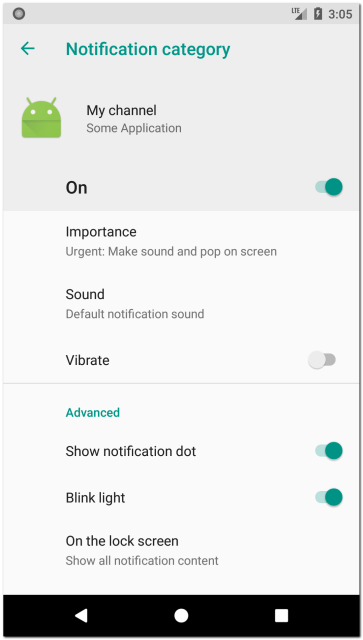 LTE 3:05
Notification category
My channel
Some Application
On
Importance
Urgent: Make sound and pop on screen
Sound
Default notification sound
Vibrate
Advanced
Show notification dot
Blink light
On the lock screen
Show all notification content